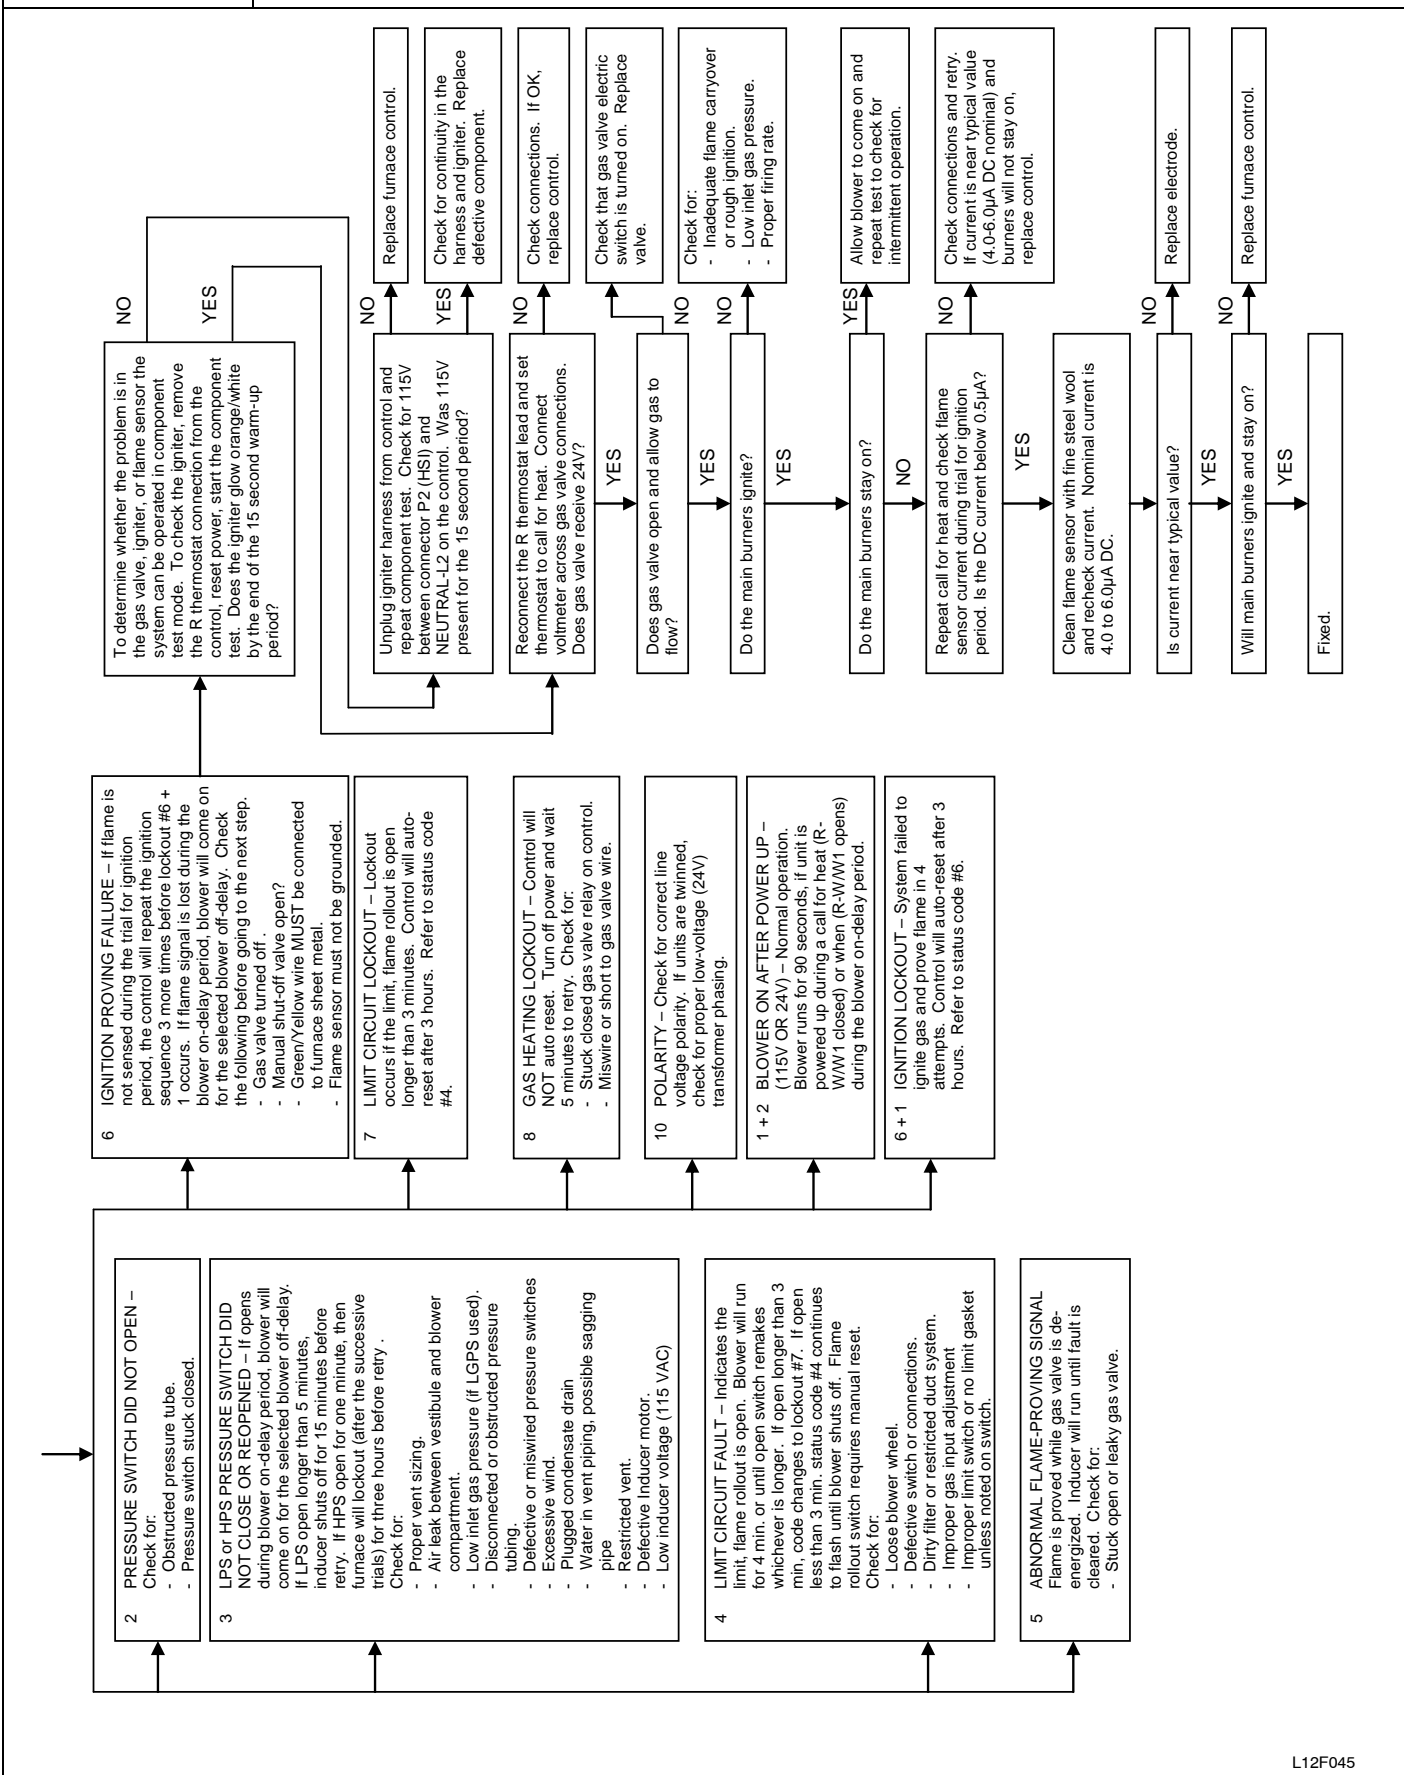 2 PRESSURE SWITCH DID NOT OPEN –
Check for:
- Obstructed pressure tube.
- Pressure switch stuck closed.
3 LPS or HPS PRESSURE SWITCH DID
NOT CLOSE OR REOPENED – If opens
during blower on-delay period, blower will
come on for the selected blower off-delay.
If LPS open longer than 5 minutes,
inducer shuts off for 15 minutes before
retry. If HPS open for one minute, then
furnace will lockout (after the successive
trials) for three hours before retry .
Check for:
- Proper vent sizing.
- Air leak between vestibule and blower
compartment.
- Low inlet gas pressure (if LGPS used).
- Disconnected or obstructed pressure
tubing.
- Defective or miswired pressure switches
- Excessive wind.
- Plugged condensate drain
- Water in vent piping, possible sagging
pipe
- Restricted vent.
- Defective Inducer motor.
- Low inducer voltage (115 VAC)
4 LIMIT CIRCUIT FAULT – Indicates the
limit, flame rollout is open. Blower will run
for 4 min. or until open switch remakes
whichever is longer. If open longer than 3
min, code changes to lockout #7. If open
less than 3 min. status code #4 continues
to flash until blower shuts off. Flame
rollout switch requires manual reset.
Check for:
- Loose blower wheel.
- Defective switch or connections.
- Dirty filter or restricted duct system.
- Improper gas input adjustment
- Improper limit switch or no limit gasket
unless noted on switch.
5 ABNORMAL FLAME-PROVING SIGNAL
Flame is proved while gas valve is de-
energized. Inducer will run until fault is
cleared. Check for:
- Stuck open or leaky gas valve.
6 IGNITION PROVING FAILURE – If flame is
not sensed during the trial for ignition
period, the control will repeat the ignition
sequence 3 more times before lockout #6 +
1 occurs. If flame signal is lost during the
blower on-delay period, blower will come on
for the selected blower off-delay. Check
the following before going to the next step.
- Gas valve turned off .
- Manual shut-off valve open?
- Green/Yellow wire MUST be connected
to furnace sheet metal.
- Flame sensor must not be grounded.
7 LIMIT CIRCUIT LOCKOUT – Lockout
occurs if the limit, flame rollout is open
longer than 3 minutes. Control will auto-
reset after 3 hours. Refer to status code
#4.
8 GAS HEATING LOCKOUT – Control will
NOT auto reset. Turn off power and wait
5 minutes to retry. Check for:
- Stuck closed gas valve relay on control.
- Miswire or short to gas valve wire.
10 POLARITY – Check for correct line
voltage polarity. If units are twinned,
check for proper low-voltage (24V)
transformer phasing.
1 + 2 BLOWER ON AFTER POWER UP –
(115V OR 24V) – Normal operation.
Blower runs for 90 seconds, if unit is
powered up during a call for heat (R-
W/W1 closed) or when (R-W/W1 opens)
during the blower on-delay period.
6 + 1 IGNITION LOCKOUT – System failed to
ignite gas and prove flame in 4
attempts. Control will auto-reset after 3
hours. Refer to status code #6.
To determine whether the problem is in
the gas valve, igniter, or flame sensor the
system can be operated in component
test mode. To check the igniter, remove
the R thermostat connection from the
control, reset power, start the component
test. Does the igniter glow orange/white
by the end of the 15 second warm-up
period?
NO
YES
Unplug igniter harness from control and
repeat component test. Check for 115V
between connector P2 (HSI) and
NEUTRAL-L2 on the control. Was 115V
present for the 15 second period?
NO
Replace furnace control.
YES
Check for continuity in the
harness and igniter. Replace
defective component.
Reconnect the R thermostat lead and set
thermostat to call for heat. Connect
voltmeter across gas valve connections.
Does gas valve receive 24V?
NO
Check connections. If OK,
replace control.
YES
Does gas valve open and allow gas to
flow?
NO
Check that gas valve electric
switch is turned on. Replace
valve.
YES
Do the main burners ignite?
NO
Check for:
- Inadequate flame carryover
or rough ignition.
- Low inlet gas pressure.
- Proper firing rate.
YES
Do the main burners stay on?
YES
Allow blower to come on and
repeat test to check for
intermittent operation.
NO
Repeat call for heat and check flame
sensor current during trial for ignition
period. Is the DC current below 0.5µA?
NO
Check connections and retry.
If current is near typical value
(4.0-6.0µA DC nominal) and
burners will not stay on,
replace control.
YES
Clean flame sensor with fine steel wool
and recheck current. Nominal current is
4.0 to 6.0µA DC.
Is current near typical value?
NO
Replace electrode.
YES
Will main burners ignite and stay on?
NO
Replace furnace control.
YES
Fixed.
L12F045